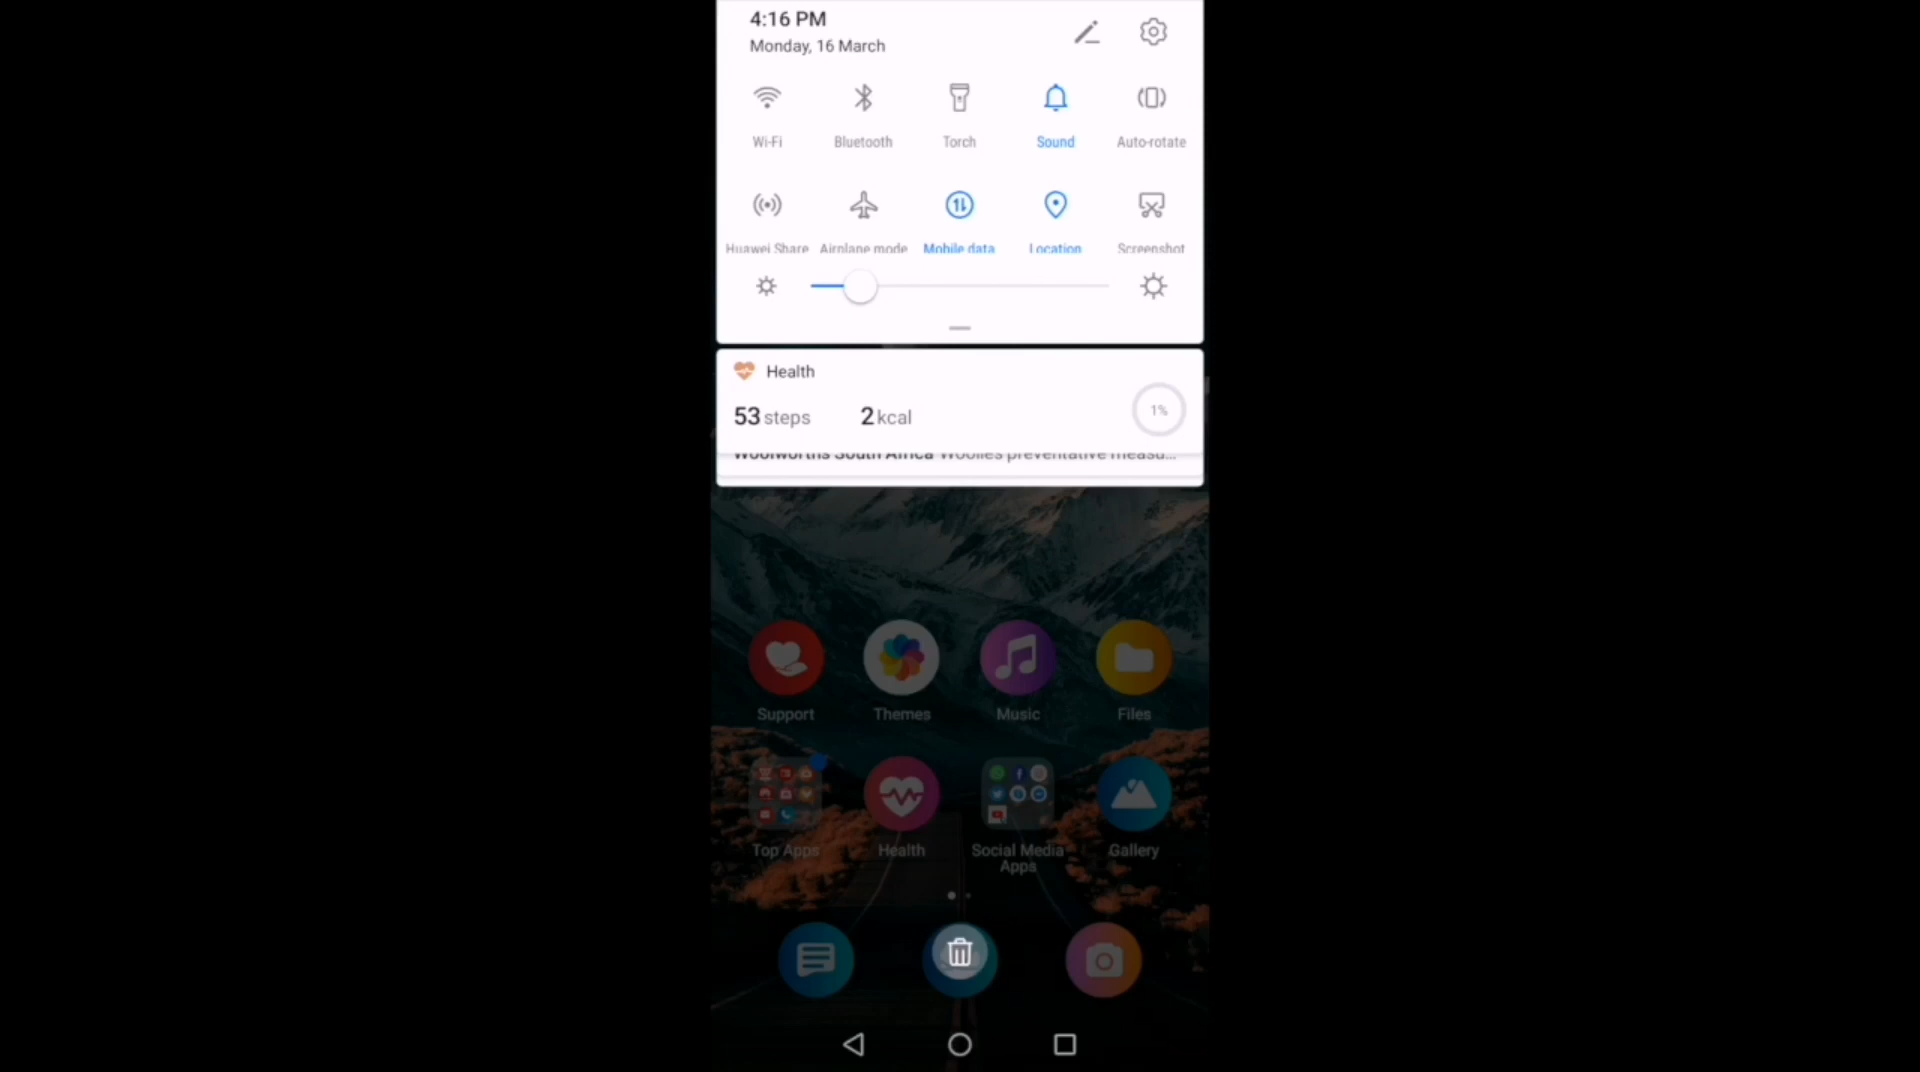 4:16 PM
Monday, 16 March
Wi-Fi Bluetooth Torch Sound Auto-rotate
Huawei Share Airplane mode Mobile data Location Screenshot
Health
53 steps 2 kcal 1%
Woolworths South Africa Woolies preventative measu...
Support Themes Music Files
Top Apps Health Social Media Apps Gallery